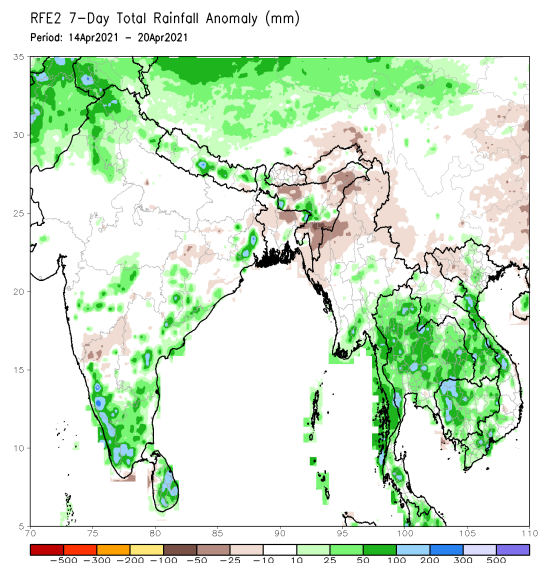 RFE2 7-Day Total Rainfall Anomaly (mm)
Period: 14Apr2021 - 20Apr2021
35
30
25
20
15
10
5
70 75 80 85 90 95 100 105 110
-500 -300 -200 -100 -50 -25 -10 10 25 50 100 200 300 500